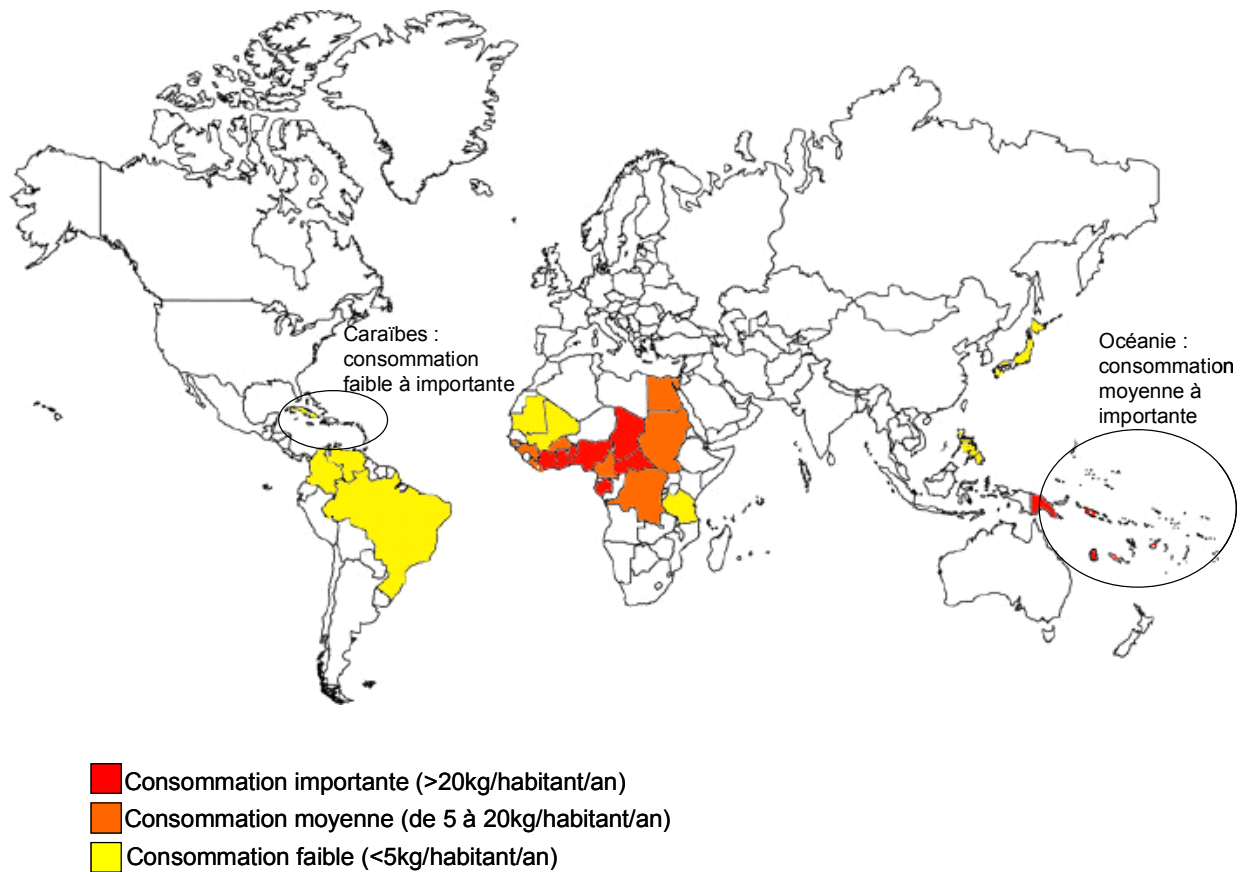 Caraïbes :
consommation
faible à importante
Océanie :
consommation
moyenne à
importante
Consommation importante (>20kg/habitant/an)
Consommation moyenne (de 5 à 20kg/habitant/an)
Consommation faible (<5kg/habitant/an)